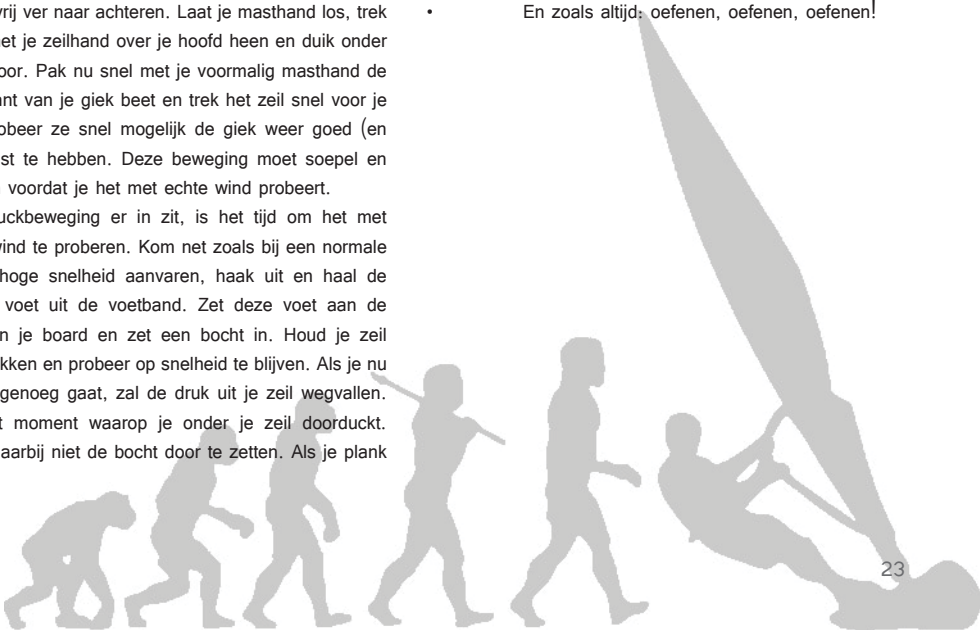 vrij ver naar achteren. Laat je masthand los, trek
et je zeilhand over je hoofd heen en duik onder
oor. Pak nu snel met je voormalig masthand de
nt van je giek beet en trek het zeil snel voor je
obeer ze snel mogelijk de giek weer goed (en
st te hebben. Deze beweging moet soepel en
voordat je het met echte wind probeert.
uckbeweging er in zit, is het tijd om het met
wind te proberen. Kom net zoals bij een normale
hoge snelheid aanvaren, haak uit en haal de
voet uit de voetband. Zet deze voet aan de
n je board en zet een bocht in. Houd je zeil
kken en probeer op snelheid te blijven. Als je nu
genoeg gaat, zal de druk uit je zeil wegvallen.
t moment waarop je onder je zeil doorduckt.
aarbij niet de bocht door te zetten. Als je plank
• En zoals altijd: oefenen, oefenen, oefenen!
23